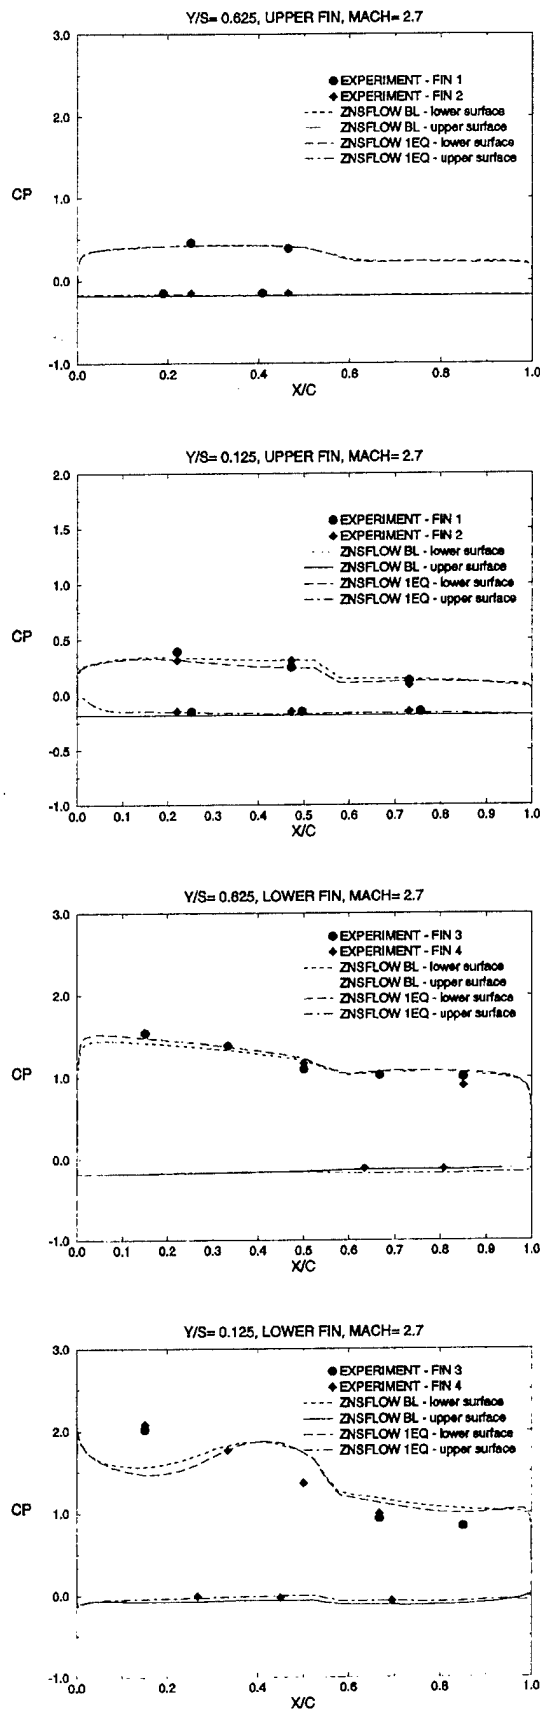 Y/S= 0.625, UPPER FIN, MACH= 2.7
3.0
EXPERIMENT - FIN 1
EXPERIMENT - FIN 2
2.0
ZNSFLOW BL - lower surface
ZNSFLOW BL - upper surface
ZNSFLOW 1EQ - lower surface
ZNSFLOW 1EQ - upper surface
CP
1.0
0.0
-1.0
0.0 0.2 0.4 0.6 0.8 1.0
X/C
Y/S= 0.125, UPPER FIN, MACH= 2.7
2.0
EXPERIMENT - FIN 1
1.5
EXPERIMENT - FIN 2
ZNSFLOW BL - lower surface
ZNSFLOW BL - upper surface
1.0
ZNSFLOW 1EQ - lower surface
ZNSFLOW 1EQ - upper surface
CP
0.5
0.0
-0.5
-1.0
0.0 0.1 0.2 0.3 0.4 0.5 0.6 0.7 0.8 0.9 1.0
X/C
Y/S= 0.625, LOWER FIN, MACH= 2.7
3.0
EXPERIMENT - FIN 3
EXPERIMENT - FIN 4
ZNSFLOW BL - lower surface
ZNSFLOW BL - upper surface
2.0
ZNSFLOW 1EQ - lower surface
ZNSFLOW 1EQ - upper surface
CP
1.0
0.0
-1.0
0.0 0.1 0.2 0.3 0.4 0.5 0.6 0.7 0.8 0.9 1.0
X/C
Y/S= 0.125, LOWER FIN, MACH= 2.7
3.0
EXPERIMENT - FIN 3
EXPERIMENT - FIN 4
ZNSFLOW BL - lower surface
ZNSFLOW BL - upper surface
2.0
ZNSFLOW 1EQ - lower surface
ZNSFLOW 1EQ - upper surface
CP
1.0
0.0
-1.0
0.0 0.1 0.2 0.3 0.4 0.5 0.6 0.7 0.8 0.9 1.0
X/C